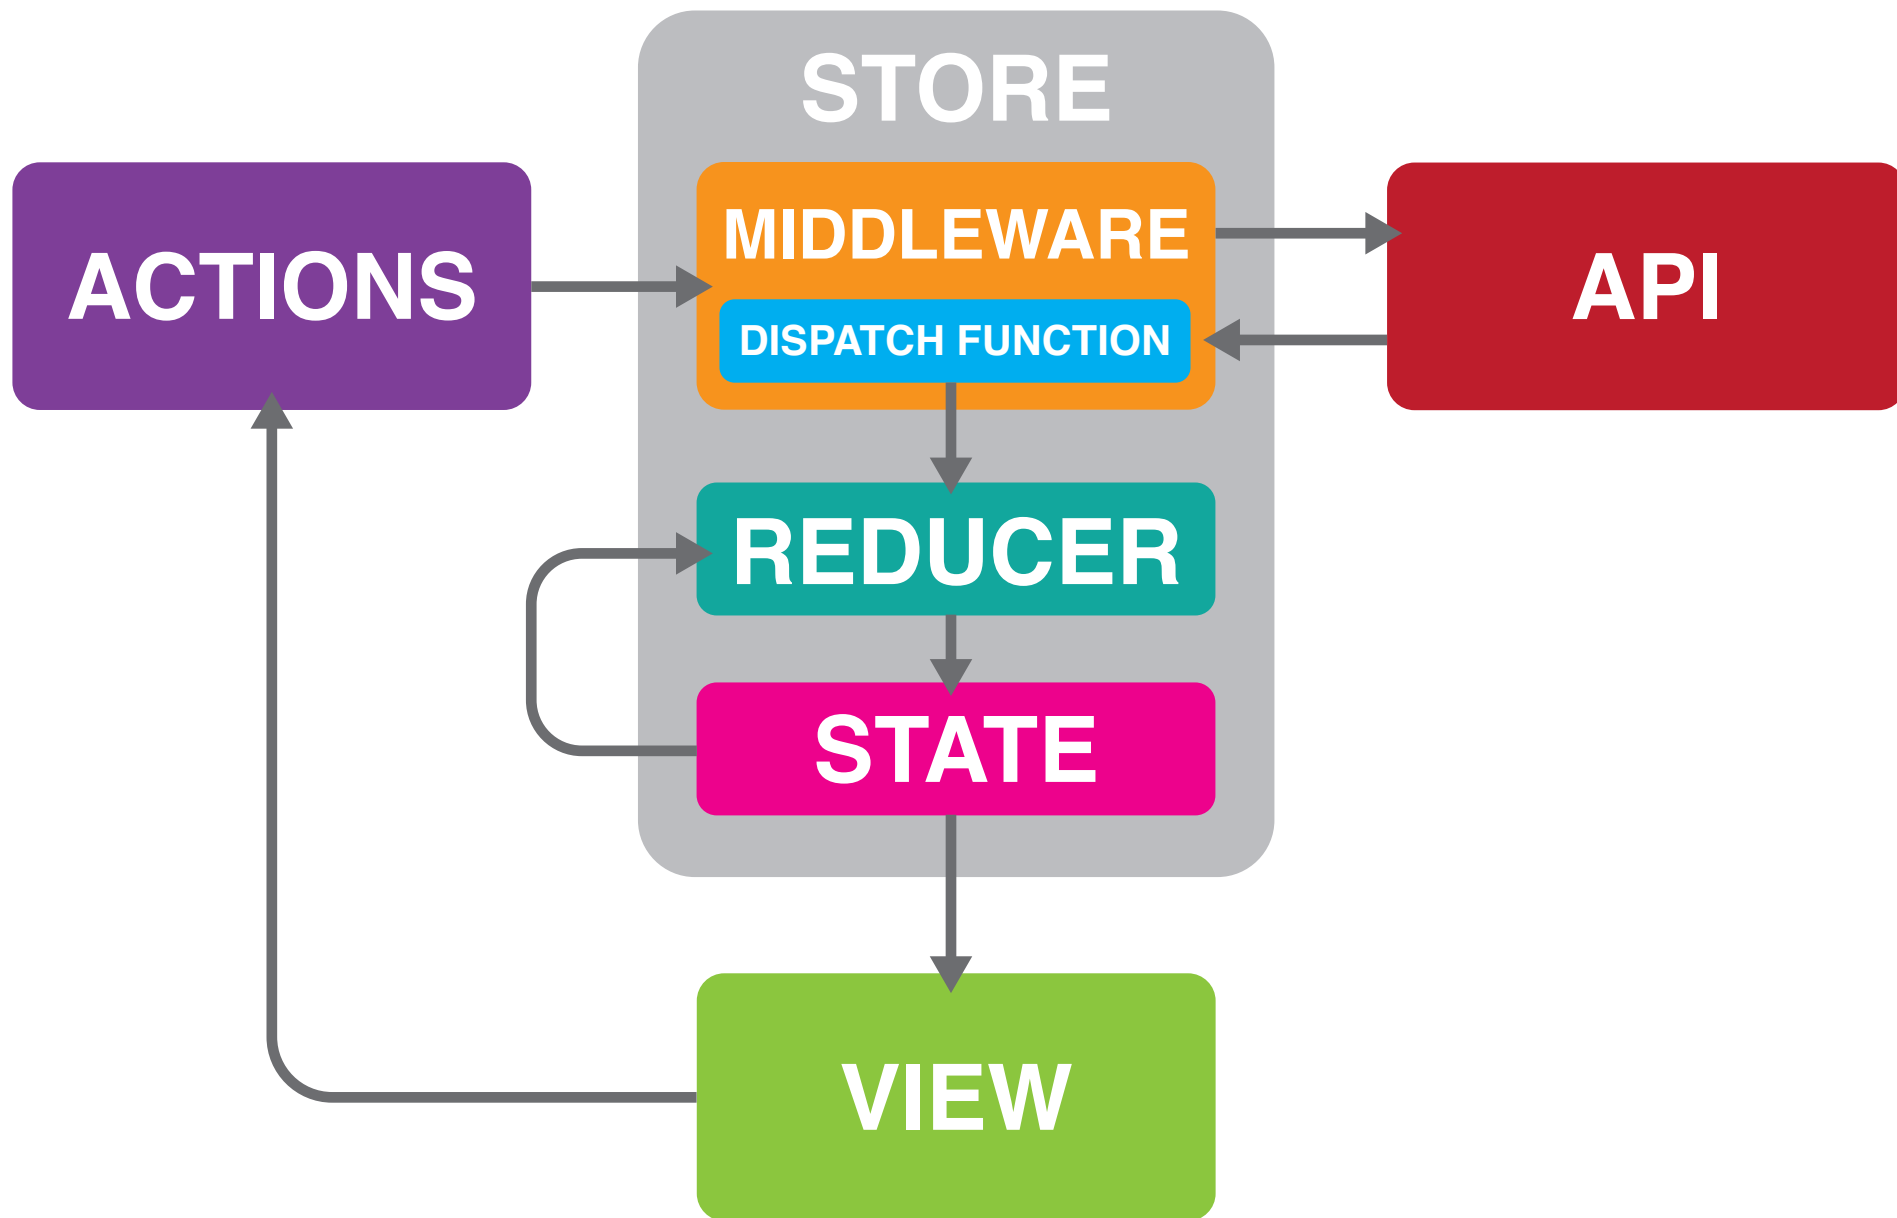 STORE
ACTIONS
MIDDLEWARE
DISPATCH FUNCTION
API
REDUCER
STATE
VIEW